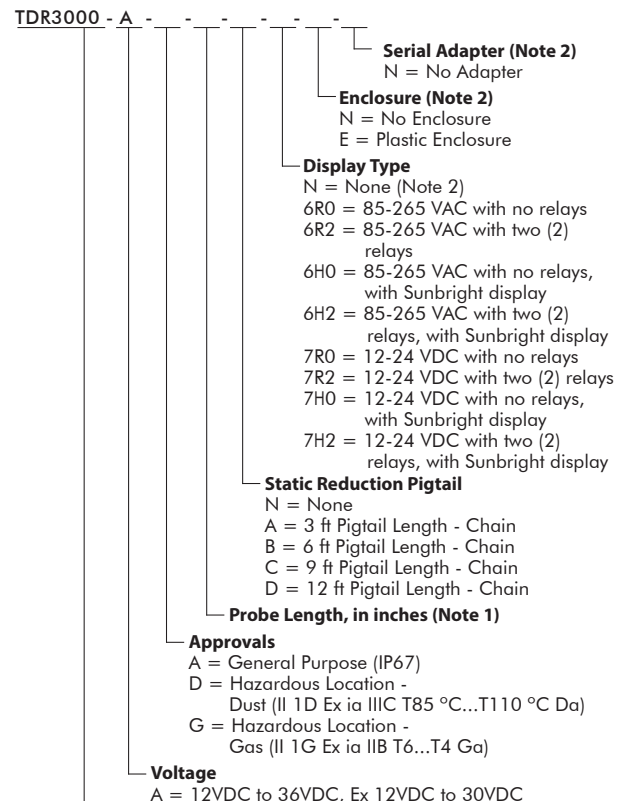 TDR3000 - A - __ - __ - __ - __ - __ - __
Serial Adapter (Note 2)
N = No Adapter
Enclosure (Note 2)
N = No Enclosure
E = Plastic Enclosure
Display Type
N = None (Note 2)
6R0 = 85-265 VAC with no relays
6R2 = 85-265 VAC with two (2)
relays
6H0 = 85-265 VAC with no relays,
with Sunbright display
6H2 = 85-265 VAC with two (2)
relays, with Sunbright display
7R0 = 12-24 VDC with no relays
7R2 = 12-24 VDC with two (2) relays
7H0 = 12-24 VDC with no relays,
with Sunbright display
7H2 = 12-24 VDC with two (2)
relays, with Sunbright display
Static Reduction Pigtail
N = None
A = 3 ft Pigtail Length - Chain
B = 6 ft Pigtail Length - Chain
C = 9 ft Pigtail Length - Chain
D = 12 ft Pigtail Length - Chain
Probe Length, in inches (Note 1)
Approvals
A = General Purpose (IP67)
D = Hazardous Location -
Dust (II 1D Ex ia IIIC T85 ºC...T110 ºC Da)
G = Hazardous Location -
Gas (II 1G Ex ia IIB T6...T4 Ga)
Voltage
A = 12VDC to 36VDC, Ex 12VDC to 30VDC